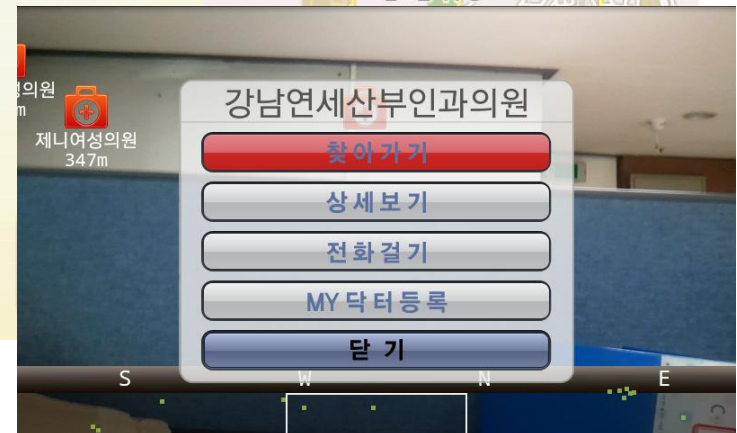 강남연세산부인과의원
찾아가기
상세보기
전화걸기
MY닥터등록
닫 기
의원
m
제니여성의원
347m
S
W
N
E